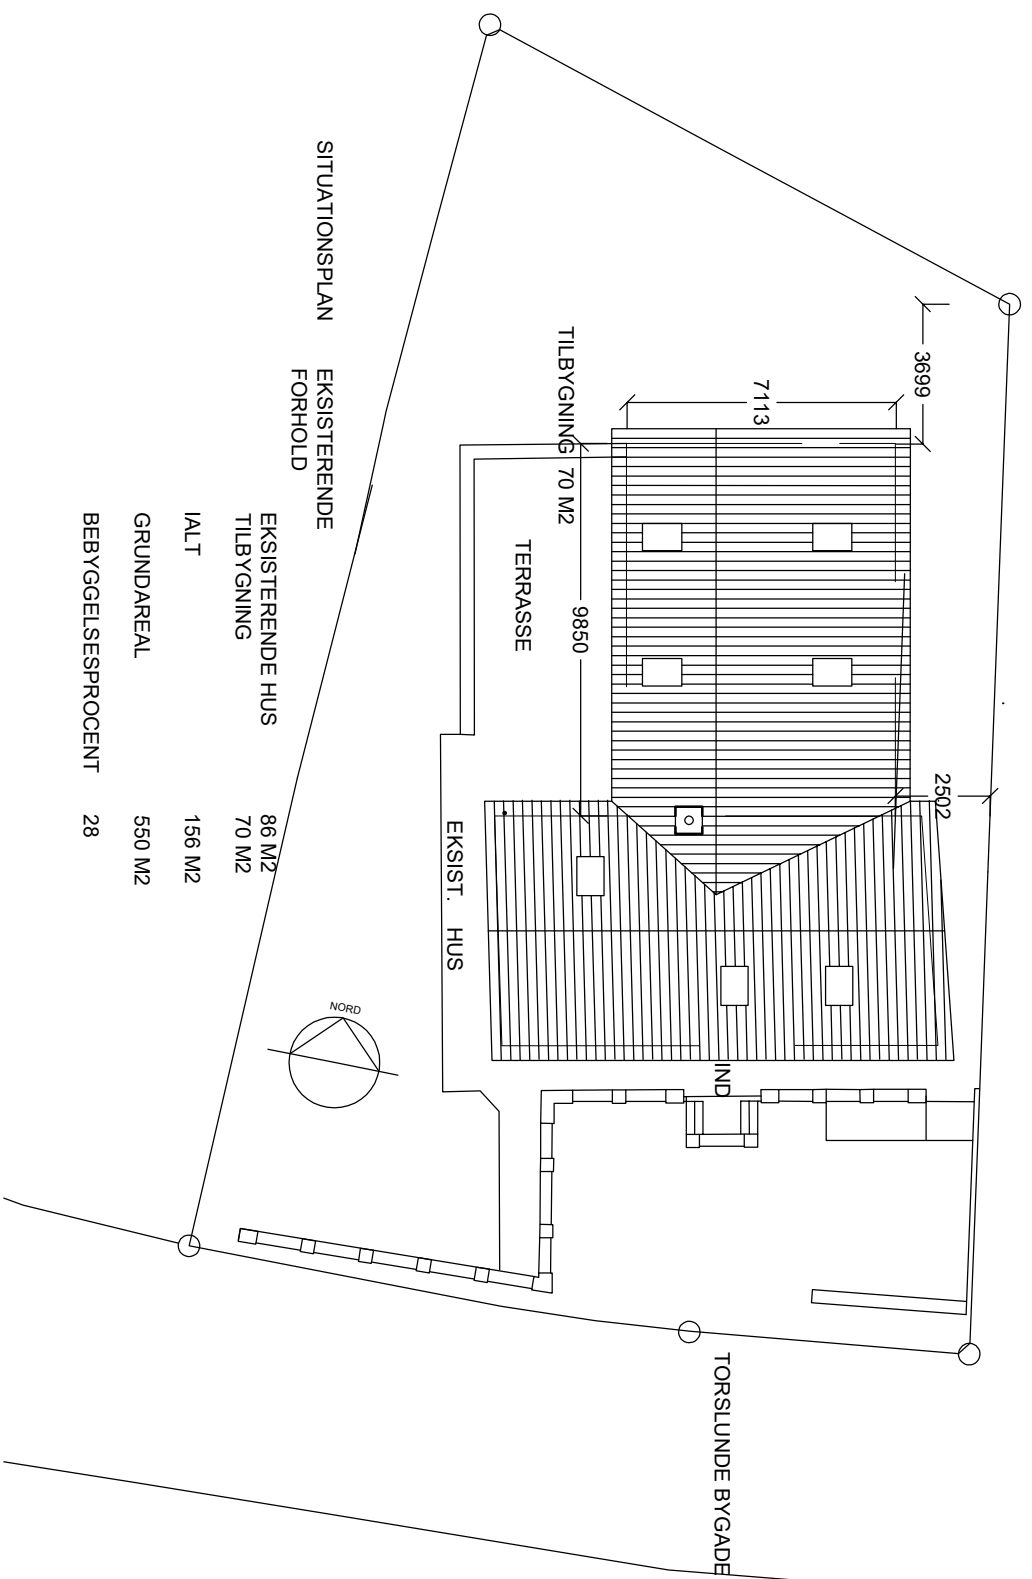 SITUATIONSPLAN EKSISTERENDE
FORHOLD
EKSISTERENDE HUS 86 M2
TILBYGNING 70 M2
IALT 156 M2
GRUNDAREAL 550 M2
BEBYGGELSESPROCENT 28
3699
7113
TILBYGNING 70 M2
9850
TERRASSE
2502
EKSIST. HUS
IND
NORD
TORSLUNDE BYGADE